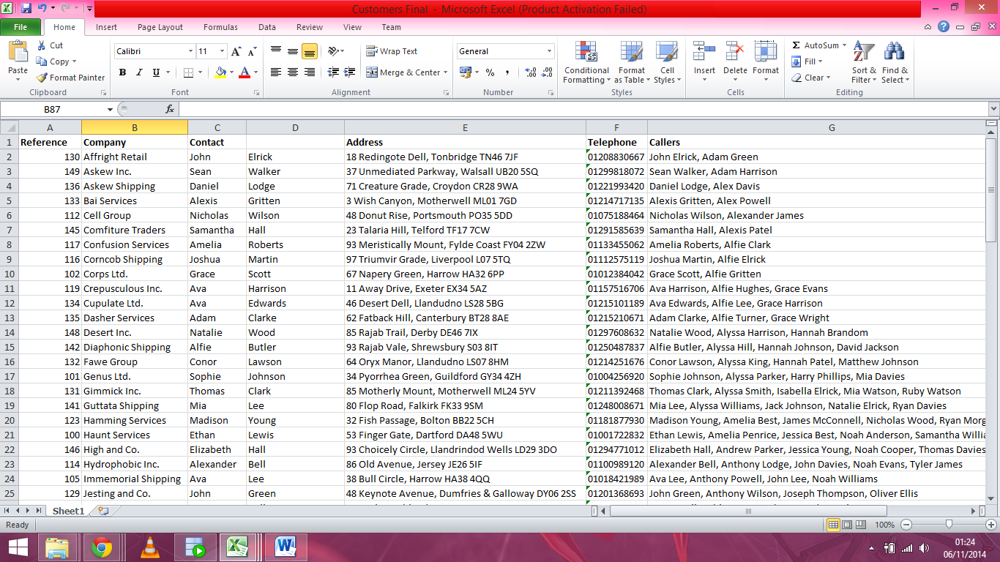 Customers Final - Microsoft Excel (Product Activation Failed)
File Home Insert Page Layout Formulas Data Review View Team
Paste Cut Copy Format Painter Clipboard
Calibri 11 B I U A A A Font
Wrap Text Merge & Center Alignment
General % , Number
Conditional Formatting Format as Table Cell Styles Styles
Insert Delete Format Cells
Σ AutoSum Fill Clear Sort & Filter Find & Select Editing
B87 fx
A B C D E F G
1 Reference Company Contact Address Telephone Callers
2 130 Affright Retail John Elrick 18 Redingote Dell, Tonbridge TN46 7JF 01208830667 John Elrick, Adam Green
3 149 Askew Inc. Sean Walker 37 Unmediated Parkway, Walsall UB20 5SQ 01299818072 Sean Walker, Adam Harrison
4 136 Askew Shipping Daniel Lodge 71 Creature Grade, Croydon CR28 9WA 01221993420 Daniel Lodge, Alex Davis
5 133 Bai Services Alexis Gritten 3 Wish Canyon, Motherwell ML01 7GD 01214717135 Alexis Gritten, Alex Powell
6 112 Cell Group Nicholas Wilson 48 Donut Rise, Portsmouth PO35 5DD 01075188464 Nicholas Wilson, Alexander James
7 145 Comfiture Traders Samantha Hall 23 Talaria Hill, Telford TF17 7CW 01291585639 Samantha Hall, Alexis Patel
8 117 Confusion Services Amelia Roberts 93 Meristically Mount, Fylde Coast FY04 2ZW 01133455062 Amelia Roberts, Alfie Clark
9 116 Corncob Shipping Joshua Martin 97 Triumvir Grade, Liverpool L07 5TQ 01112575119 Joshua Martin, Alfie Elrick
10 102 Corps Ltd. Grace Scott 67 Napery Green, Harrow HA32 6PP 01012384042 Grace Scott, Alfie Gritten
11 119 Crepusculous Inc. Ava Harrison 11 Away Drive, Exeter EX34 5AZ 01157516706 Ava Harrison, Alfie Hughes, Grace Evans
12 134 Cupulate Ltd. Ava Edwards 46 Desert Dell, Llandudno LS28 5BG 01215101189 Ava Edwards, Alfie Lee, Grace Harrison
13 135 Dasher Services Adam Clarke 62 Fatback Hill, Canterbury BT28 8AE 01215210671 Adam Clarke, Alfie Turner, Grace Wright
14 148 Desert Inc. Natalie Wood 85 Rajab Trail, Derby DE46 7IX 01297608632 Natalie Wood, Alyssa Harrison, Hannah Brandom
15 142 Diaphonic Shipping Alfie Butler 93 Rajab Vale, Shrewsbury S03 8IT 01250487837 Alfie Butler, Alyssa Hill, Hannah Johnson, David Jackson
16 132 Fawe Group Conor Lawson 64 Oryx Manor, Llandudno LS07 8HM 01214251676 Conor Lawson, Alyssa King, Hannah Patel, Matthew Johnson
17 101 Genus Ltd. Sophie Johnson 34 Pyorrhea Green, Guildford GY34 4ZH 01004256920 Sophie Johnson, Alyssa Parker, Harry Phillips, Mia Davies
18 131 Gimmick Inc. Thomas Clark 85 Motherly Mount, Motherwell ML24 5YV 01211392468 Thomas Clark, Alyssa Smith, Isabella Elrick, Mia Watson, Ruby Watson
19 141 Guttata Shipping Mia Lee 80 Flop Road, Falkirk FK33 9SM 01248008671 Mia Lee, Alyssa Williams, Jack Johnson, Natalie Elrick, Ryan Davies
20 123 Hamming Services Madison Young 32 Fish Passage, Bolton BB22 5CH 01181877930 Madison Young, Amelia Best, James McConnell, Nicholas Wood, Ryan Morg
21 100 Haunt Services Ethan Lewis 53 Finger Gate, Dartford DA48 5WU 01001722832 Ethan Lewis, Amelia Penrice, Jessica Best, Noah Anderson, Samantha Willia
22 146 High and Co. Elizabeth Hall 93 Choicely Circle, Llandrindod Wells LD29 3DO 01294771012 Elizabeth Hall, Andrew Parker, Jessica Young, Noah Cooper, Thomas Davies
23 114 Hydrophobic Inc. Alexander Bell 86 Old Avenue, Jersey JE26 5IF 01100989120 Alexander Bell, Anthony Lodge, John Davies, Noah Evans, Tyler James
24 105 Immemorial Shipping Ava Lee 38 Bull Circle, Harrow HA38 4QQ 01018421989 Ava Lee, Anthony Powell, John Lee, Noah Williams
25 129 Jesting and Co. John Green 48 Keynote Avenue, Dumfries & Galloway DY06 2SS 01201368693 John Green, Anthony Wilson, Joseph Thompson, Oliver Ellis
Sheet1
Ready 100%
01:24
06/11/2014